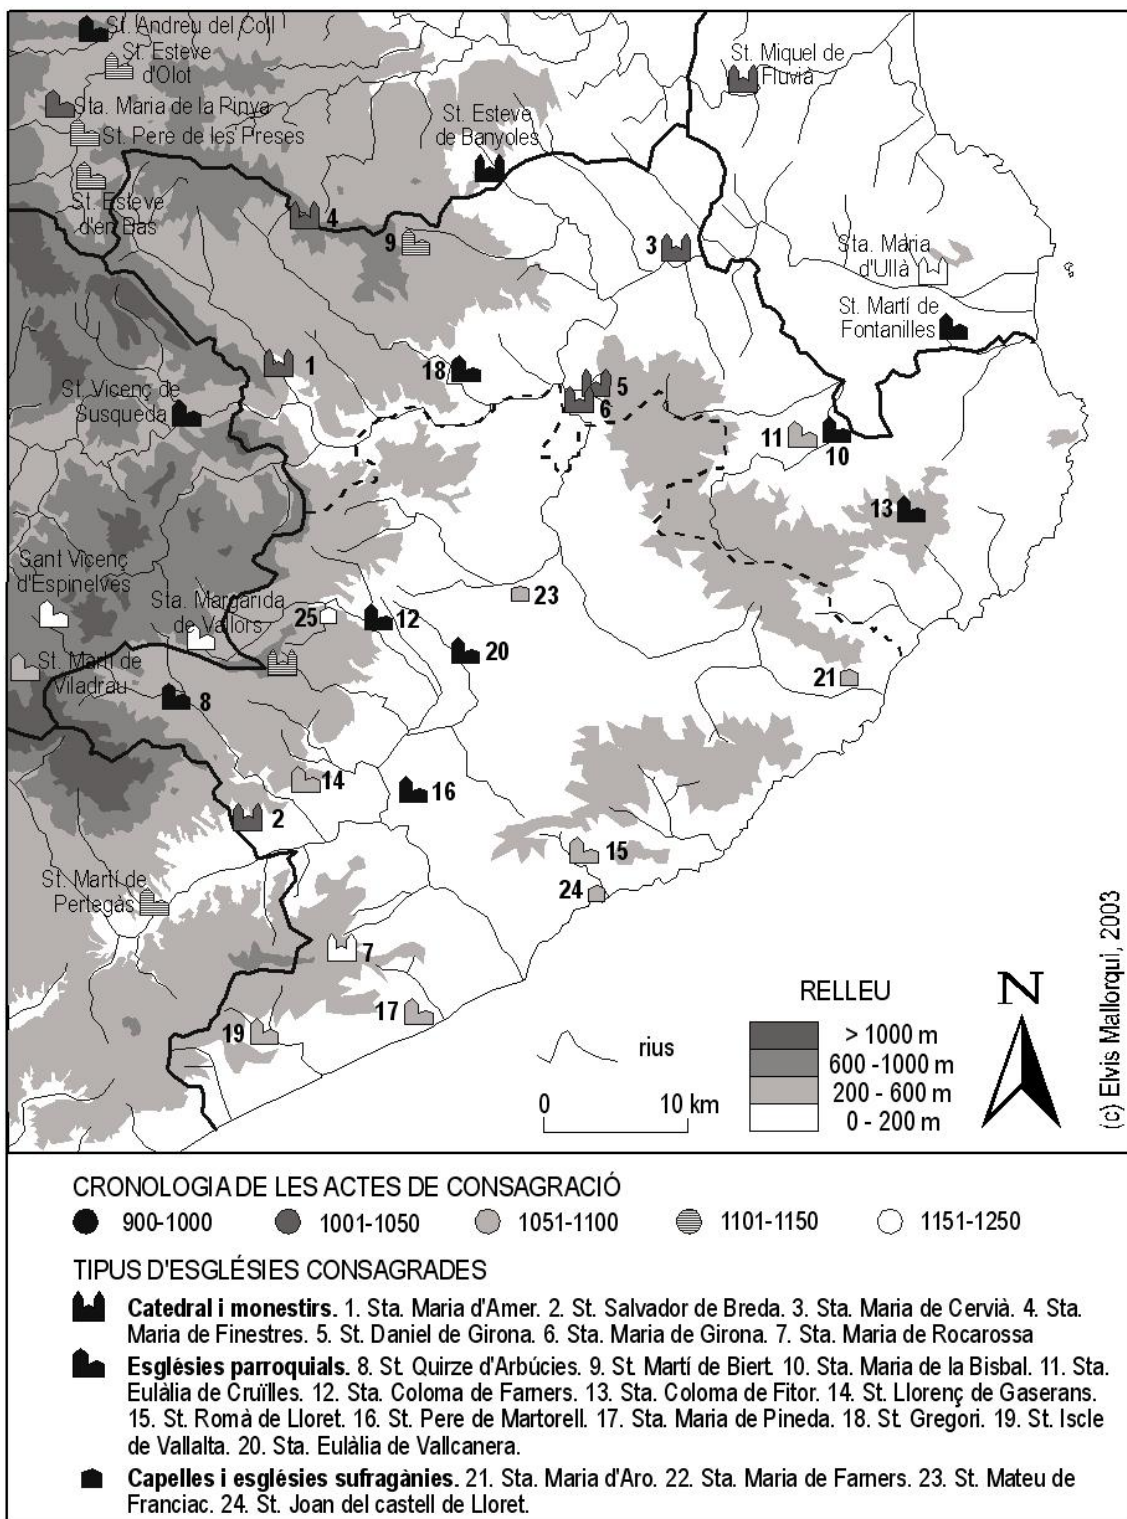 St. Andreu del Coll
St. Esteve
d'Olot
St. Miquel de
Fluvià
Sta. Maria de la Pinya
St. Pere de les Preses
St. Esteve
de Banyoles
St. Esteve
d'en Bas
4
9
3
Sta. Maria
d'Ullà
St. Martí de
Fontanilles
1
18
5
6
St. Vicenç de
Susqueda
11
10
13
Sant Vicenç
d'Espinelves
Sta. Margarida
de Vallors
23
25
12
20
St. Martí de
Viladrau
8
21
14
16
2
15
24
St. Martí de
Pertegàs
7
17
19
RELLEU
> 1000 m
600 -1000 m
200 - 600 m
0 - 200 m
N
rius
0 10 km
(c) Elvis Mallorquí, 2003
CRONOLOGIA DE LES ACTES DE CONSAGRACIÓ
900-1000 1001-1050 1051-1100 1101-1150 1151-1250
TIPUS D'ESGLÉSIES CONSAGRADES
Catedral i monestirs. 1. Sta. Maria d'Amer. 2. St. Salvador de Breda. 3. Sta. Maria de Cervià. 4. Sta.
Maria de Finestres. 5. St. Daniel de Girona. 6. Sta. Maria de Girona. 7. Sta. Maria de Rocarossa
Esglésies parroquials. 8. St. Quirze d'Arbúcies. 9. St. Martí de Biert. 10. Sta. Maria de la Bisbal. 11. Sta.
Eulàlia de Cruïlles. 12. Sta. Coloma de Farners. 13. Sta. Coloma de Fitor. 14. St. Llorenç de Gaserans.
15. St. Romà de Lloret. 16. St. Pere de Martorell. 17. Sta. Maria de Pineda. 18. St. Gregori. 19. St. Iscle
de Vallalta. 20. Sta. Eulàlia de Vallcanera.
Capelles i esglésies sufragànies. 21. Sta. Maria d'Aro. 22. Sta. Maria de Farners. 23. St. Mateu de
Franciac. 24. St. Joan del castell de Lloret.